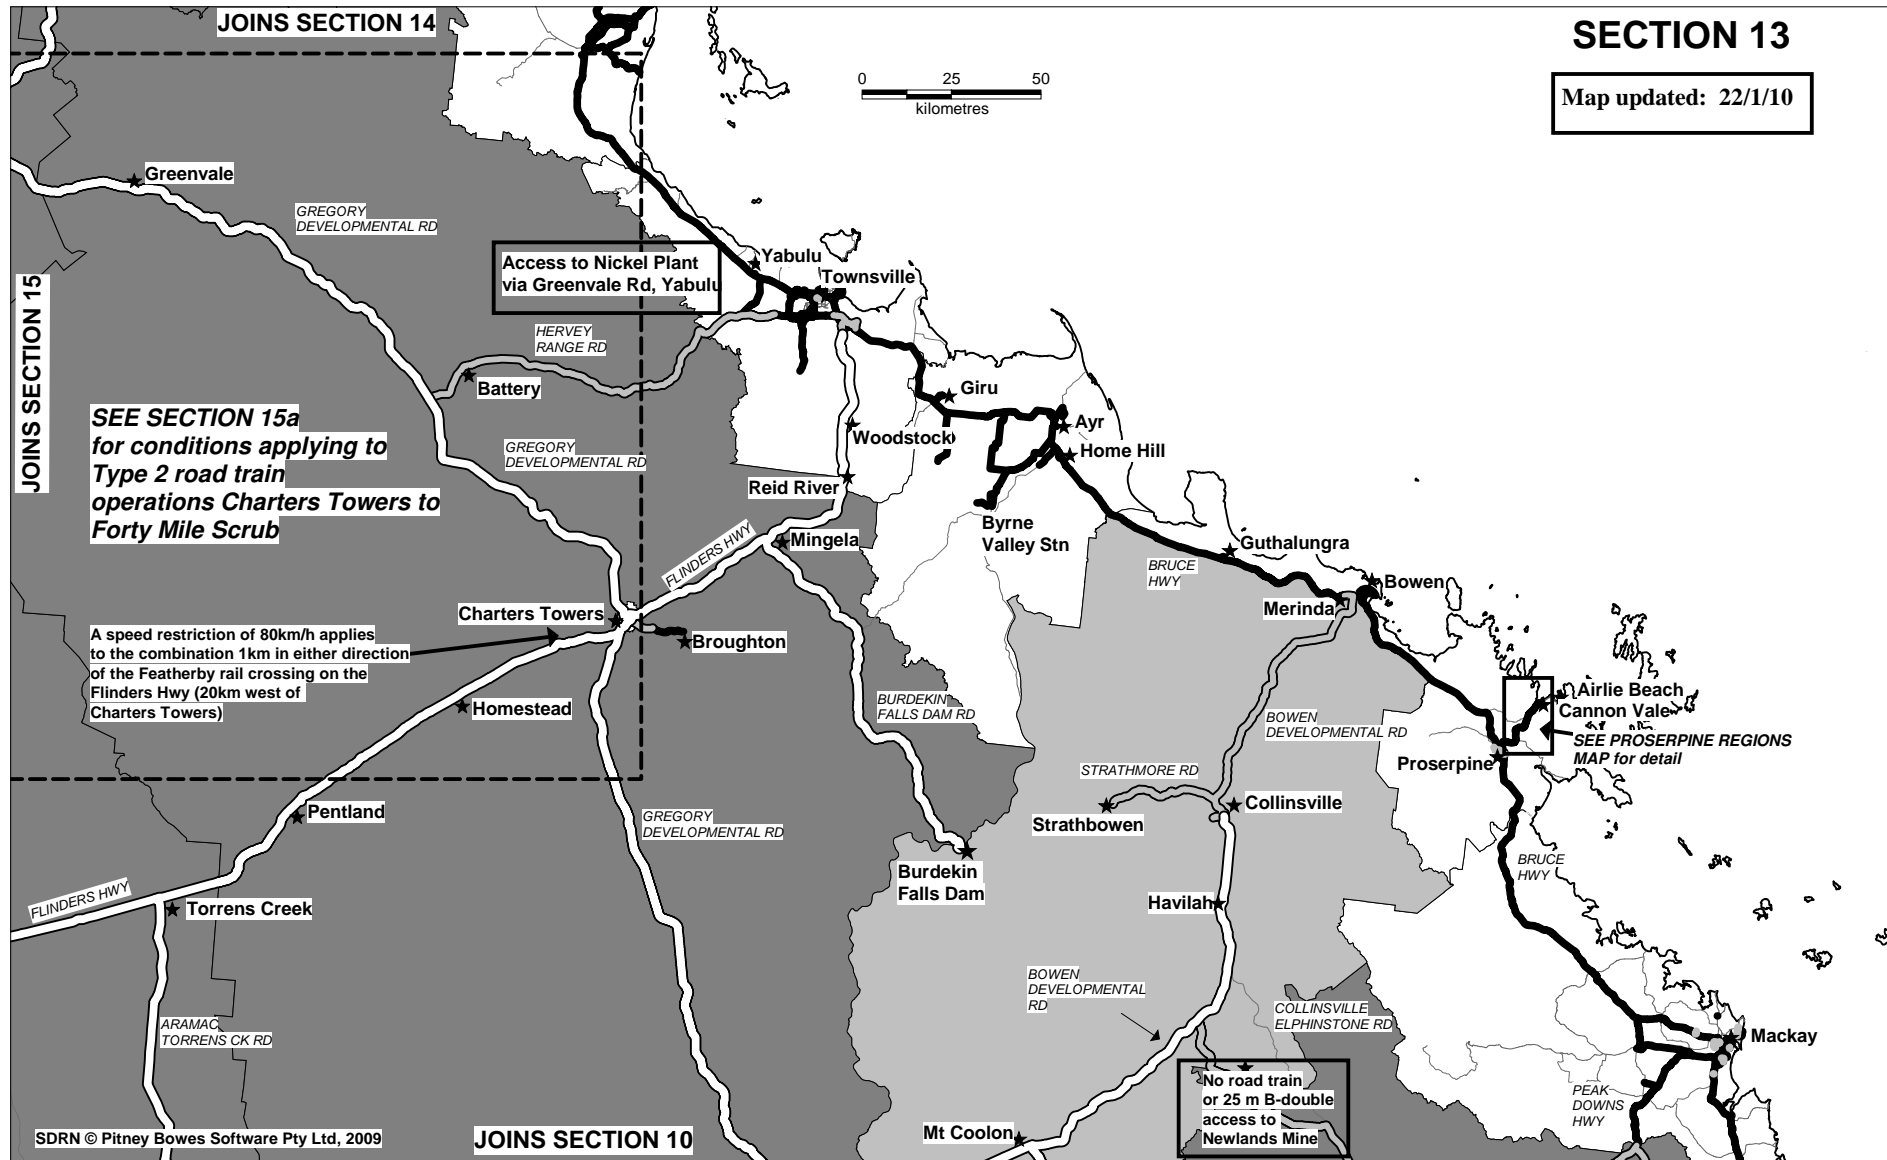 JOINS SECTION 14
SECTION 13
Map updated: 22/1/10
0 25 50
kilometres
Greenvale
GREGORY
DEVELOPMENTAL RD
Access to Nickel Plant
via Greenvale Rd, Yabulu
Yabulu
Townsville
JOINS SECTION 15
HERVEY
RANGE RD
Battery
SEE SECTION 15a
for conditions applying to
Type 2 road train
operations Charters Towers to
Forty Mile Scrub
GREGORY
DEVELOPMENTAL RD
Giru
Woodstock
Ayr
Home Hill
Reid River
Byrne
Valley Stn
FLINDERS HWY
Mingela
Guthalungra
BRUCE
HWY
Bowen
Merinda
Charters Towers
Broughton
A speed restriction of 80km/h applies
to the combination 1km in either direction
of the Featherby rail crossing on the
Flinders Hwy (20km west of
Charters Towers)
Homestead
BURDEKIN
FALLS DAM RD
BOWEN
DEVELOPMENTAL RD
Airlie Beach
Cannon Vale
SEE PROSERPINE REGIONS
MAP for detail
Proserpine
STRATHMORE RD
Collinsville
Strathbowen
Pentland
GREGORY
DEVELOPMENTAL RD
Burdekin
Falls Dam
BRUCE
HWY
FLINDERS HWY
Torrens Creek
Havilah
BOWEN
DEVELOPMENTAL
RD
COLLINSVILLE
ELPHINSTONE RD
ARAMAC
TORRENS CK RD
Mackay
No road train
or 25 m B-double
access to
Newlands Mine
PEAK
DOWNS
HWY
Mt Coolon
SDRN © Pitney Bowes Software Pty Ltd, 2009
JOINS SECTION 10